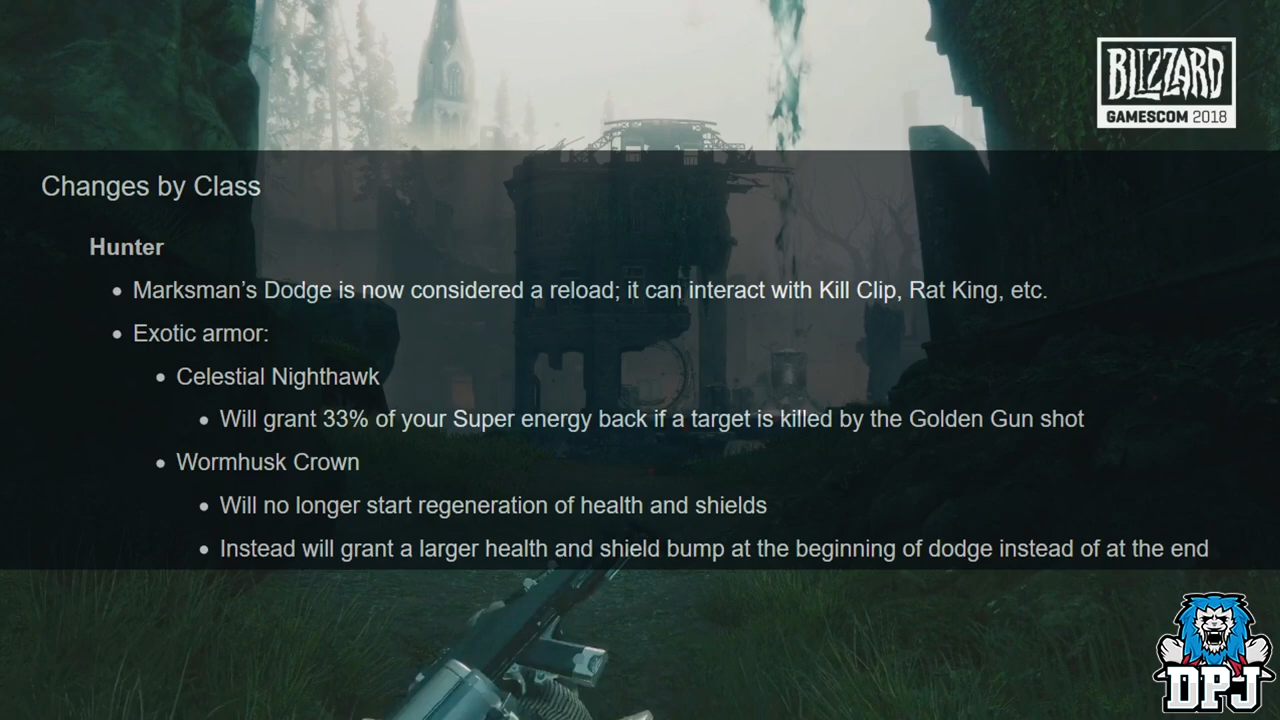 BLIZZARD
GAMESCOM 2018
Changes by Class
Hunter
Marksman's Dodge is now considered a reload; it can interact with Kill Clip, Rat King, etc.
Exotic armor:
Celestial Nighthawk
Will grant 33% of your Super energy back if a target is killed by the Golden Gun shot
Wormhusk Crown
Will no longer start regeneration of health and shields
Instead will grant a larger health and shield bump at the beginning of dodge instead of at the end
DPJ